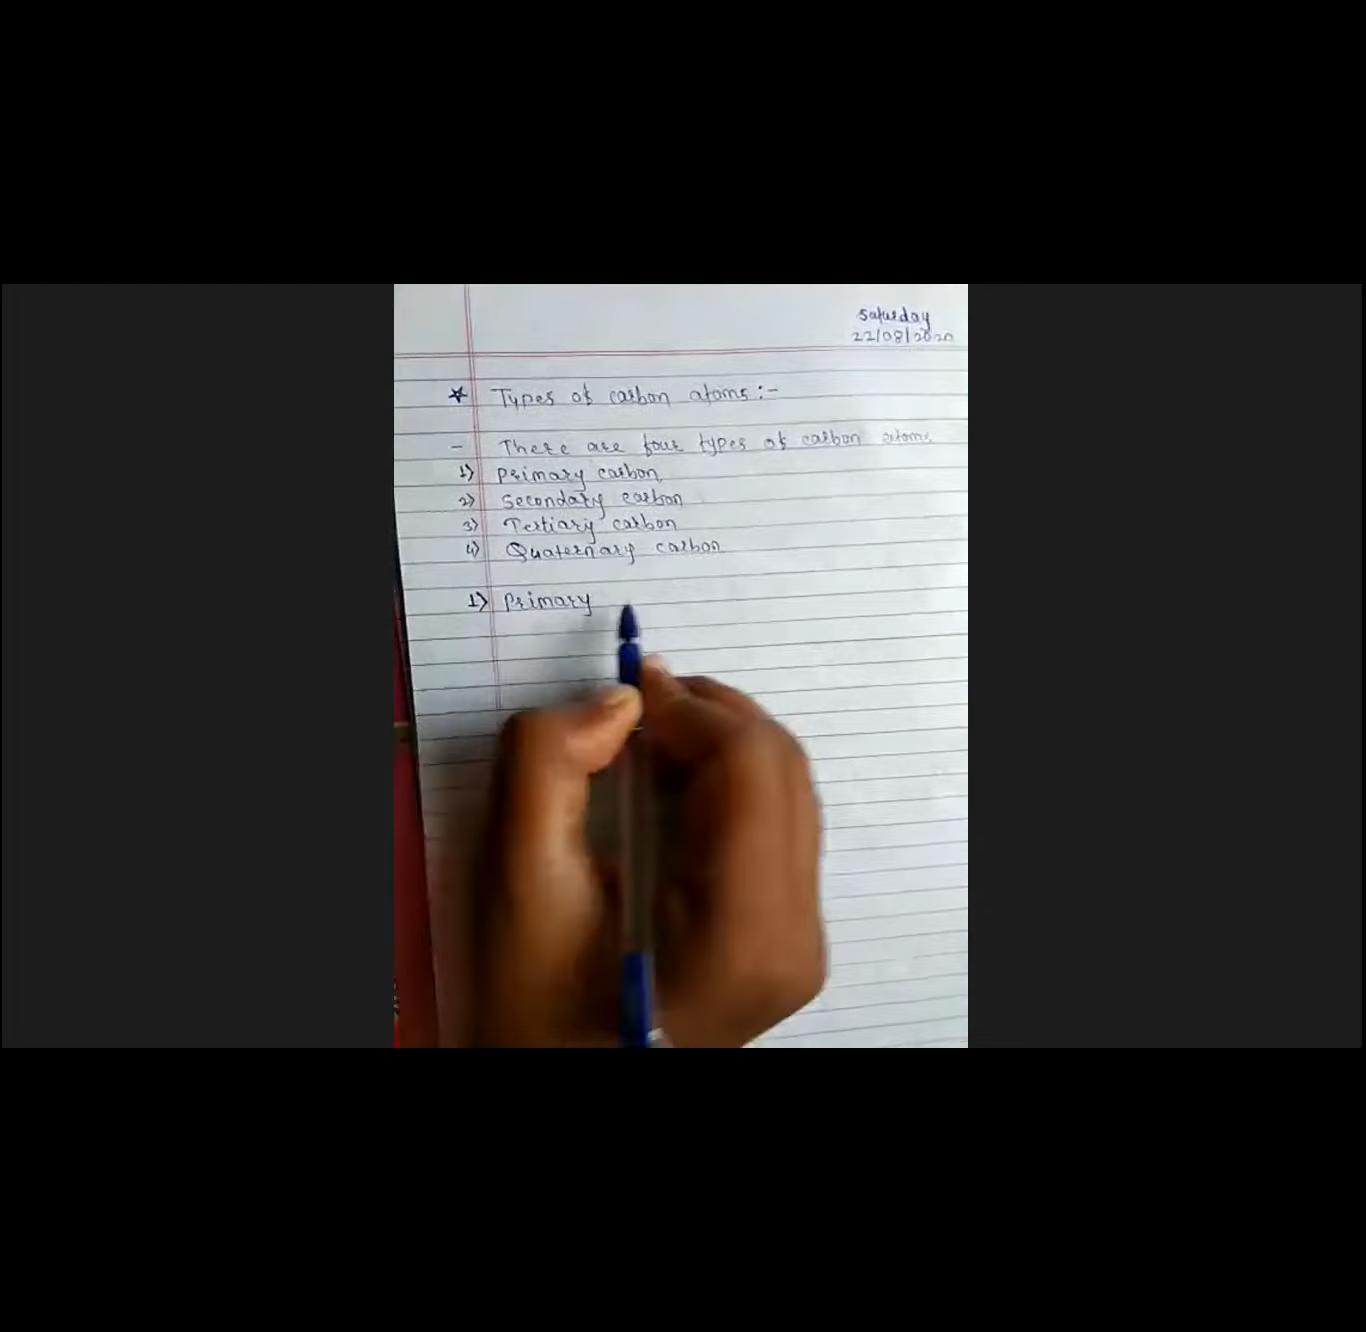 Saturday
22/08/2020
* Types of carbon atoms :-
- There are four types of carbon atoms
1) Primary carbon
2) Secondary carbon
3) Tertiary carbon
4) Quaternary carbon
1) Primary